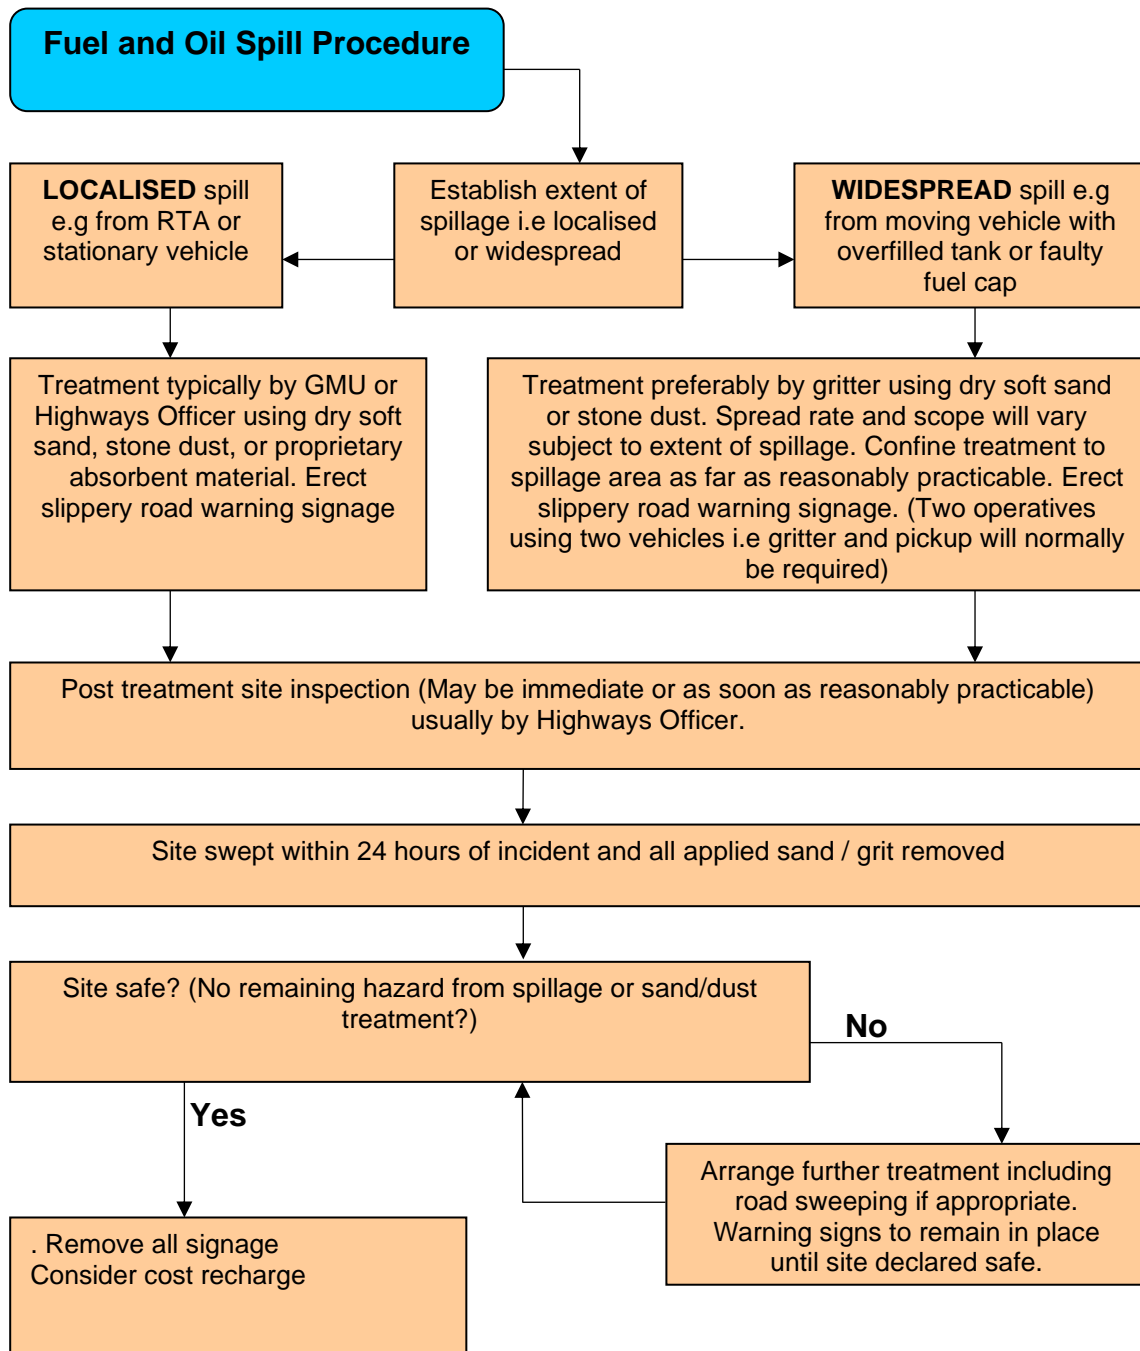 Fuel and Oil Spill Procedure
LOCALISED spill
e.g from RTA or
stationary vehicle
Establish extent of
spillage i.e localised
or widespread
WIDESPREAD spill e.g
from moving vehicle with
overfilled tank or faulty
fuel cap
Treatment typically by GMU or
Highways Officer using dry soft
sand, stone dust, or proprietary
absorbent material. Erect
slippery road warning signage
Treatment preferably by gritter using dry soft sand
or stone dust. Spread rate and scope will vary
subject to extent of spillage. Confine treatment to
spillage area as far as reasonably practicable. Erect
slippery road warning signage. (Two operatives
using two vehicles i.e gritter and pickup will normally
be required)
Post treatment site inspection (May be immediate or as soon as reasonably practicable)
usually by Highways Officer.
Site swept within 24 hours of incident and all applied sand / grit removed
Site safe? (No remaining hazard from spillage or sand/dust
treatment?)
No
Yes
Arrange further treatment including
road sweeping if appropriate.
Warning signs to remain in place
until site declared safe.
. Remove all signage
Consider cost recharge